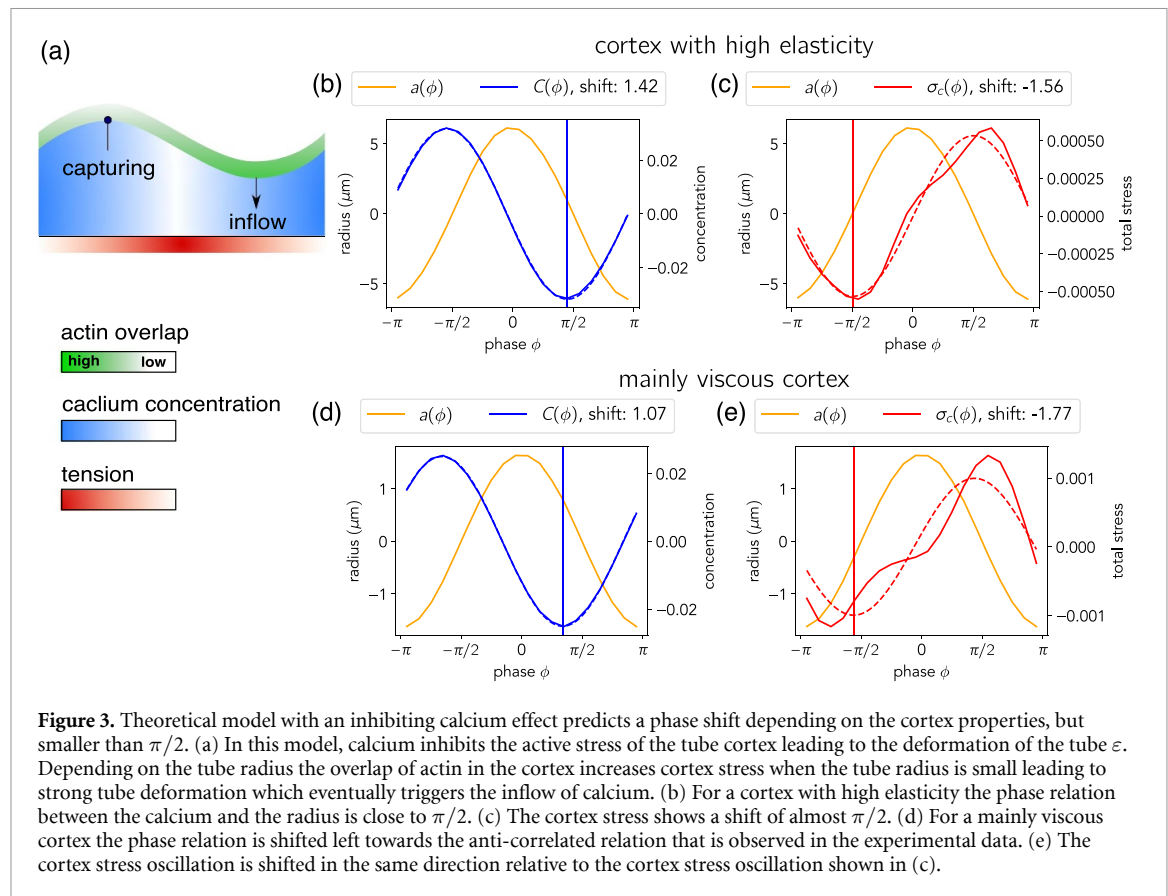 (a)
capturing
inflow
actin overlap
high low
caclium concentration
tension
cortex with high elasticity
(b)
a(ϕ) C(ϕ), shift: 1.42
radius (μm)
5
0
−5
0.02
0.00
−0.02
concentration
−π −π/2 0 π/2 π
phase ϕ
(c)
a(ϕ) σc(ϕ), shift: -1.56
radius (μm)
5
0
−5
0.00050
0.00025
0.00000
−0.00025
−0.00050
total stress
−π −π/2 0 π/2 π
phase ϕ
mainly viscous cortex
(d)
a(ϕ) C(ϕ), shift: 1.07
radius (μm)
1
0
−1
0.02
0.00
−0.02
concentration
−π −π/2 0 π/2 π
phase ϕ
(e)
a(ϕ) σc(ϕ), shift: -1.77
radius (μm)
1
0
−1
0.001
0.000
−0.001
total stress
−π −π/2 0 π/2 π
phase ϕ
Figure 3. Theoretical model with an inhibiting calcium effect predicts a phase shift depending on the cortex properties, but
smaller than π/2. (a) In this model, calcium inhibits the active stress of the tube cortex leading to the deformation of the tube ε.
Depending on the tube radius the overlap of actin in the cortex increases cortex stress when the tube radius is small leading to
strong tube deformation which eventually triggers the inflow of calcium. (b) For a cortex with high elasticity the phase relation
between the calcium and the radius is close to π/2. (c) The cortex stress shows a shift of almost π/2. (d) For a mainly viscous
cortex the phase relation is shifted left towards the anti-correlated relation that is observed in the experimental data. (e) The
cortex stress oscillation is shifted in the same direction relative to the cortex stress oscillation shown in (c).